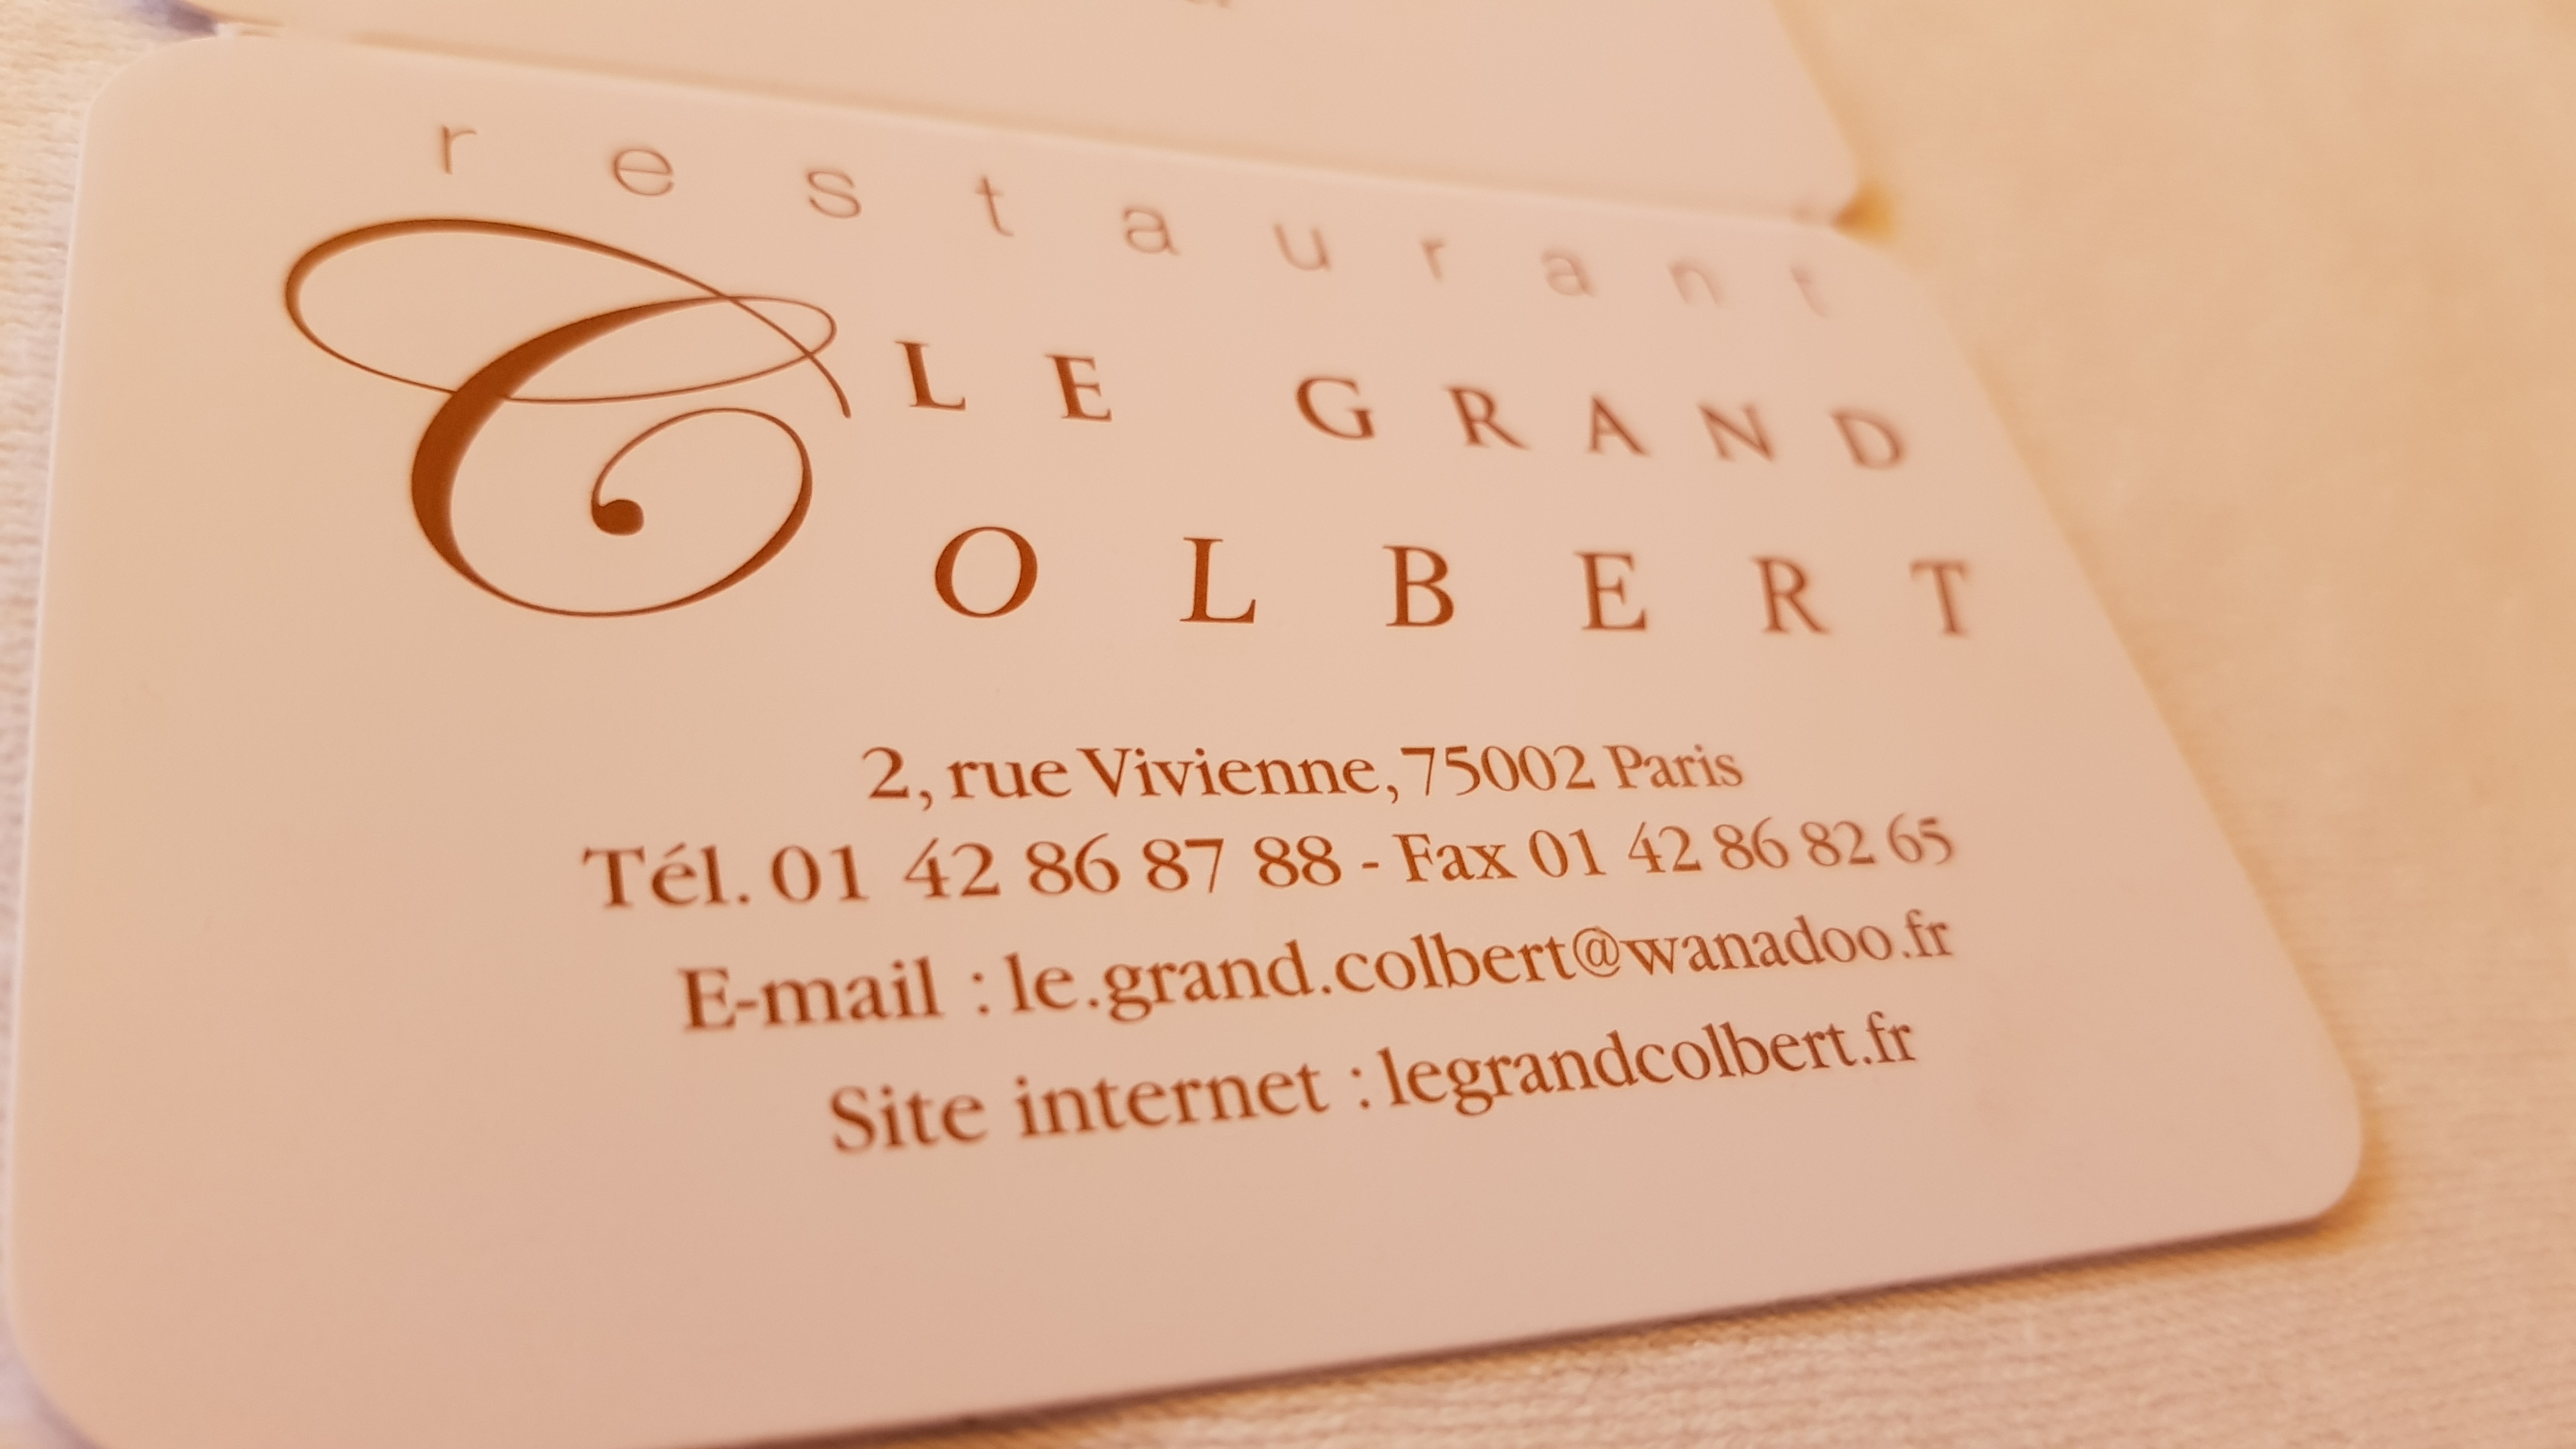 restaurant
LE GRAND
COLBERT
2, rue Vivienne, 75002 Paris
Tél. 01 42 86 87 88 - Fax 01 42 86 82 65
E-mail : le.grand.colbert@wanadoo.fr
Site internet : legrandcolbert.fr